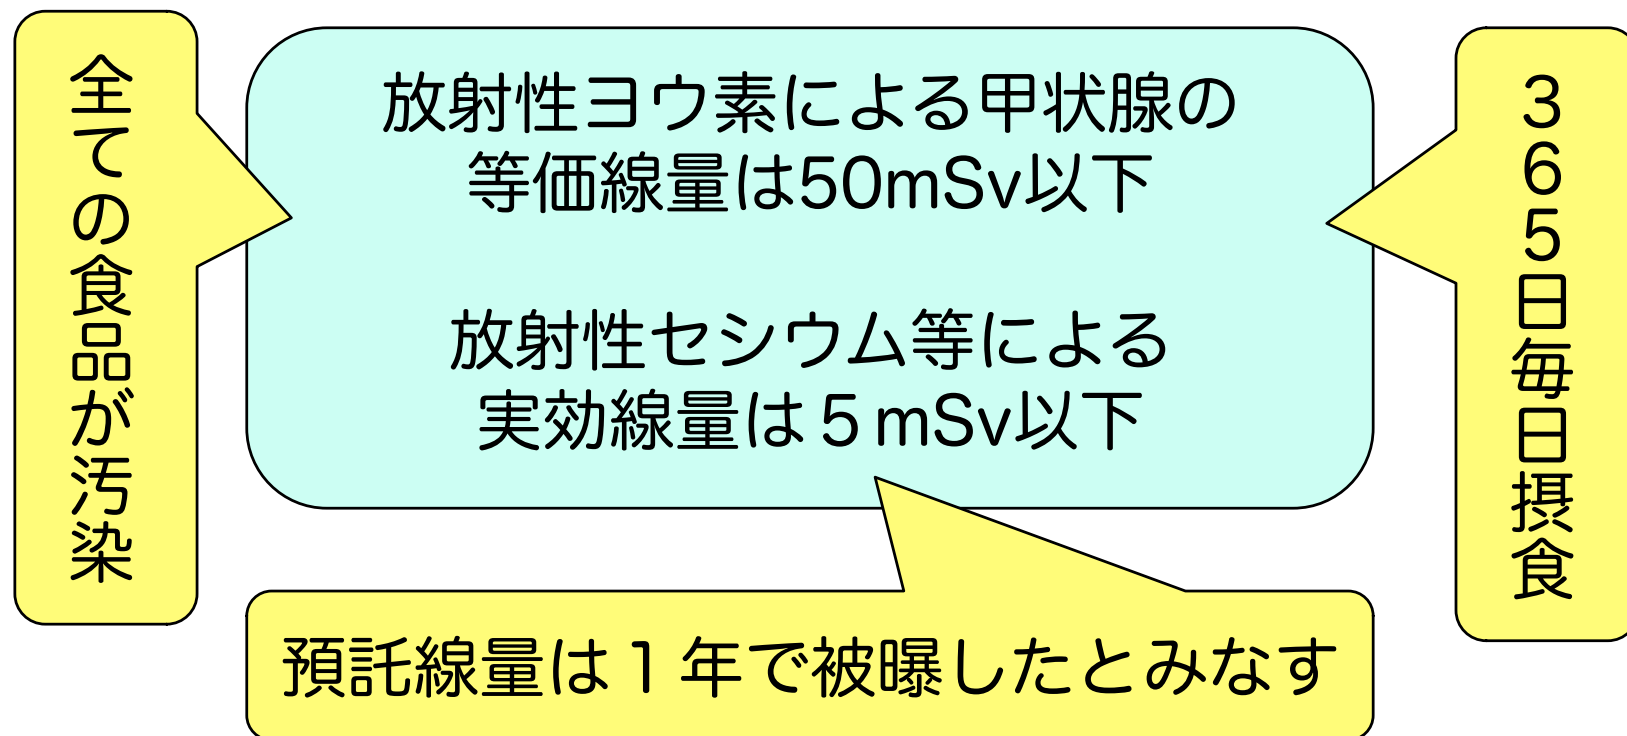 全ての食品が汚染
放射性ヨウ素による甲状腺の
等価線量は50mSv以下
放射性セシウム等による
実効線量は５mSv以下
３６５日毎日摂食
預託線量は１年で被曝したとみなす